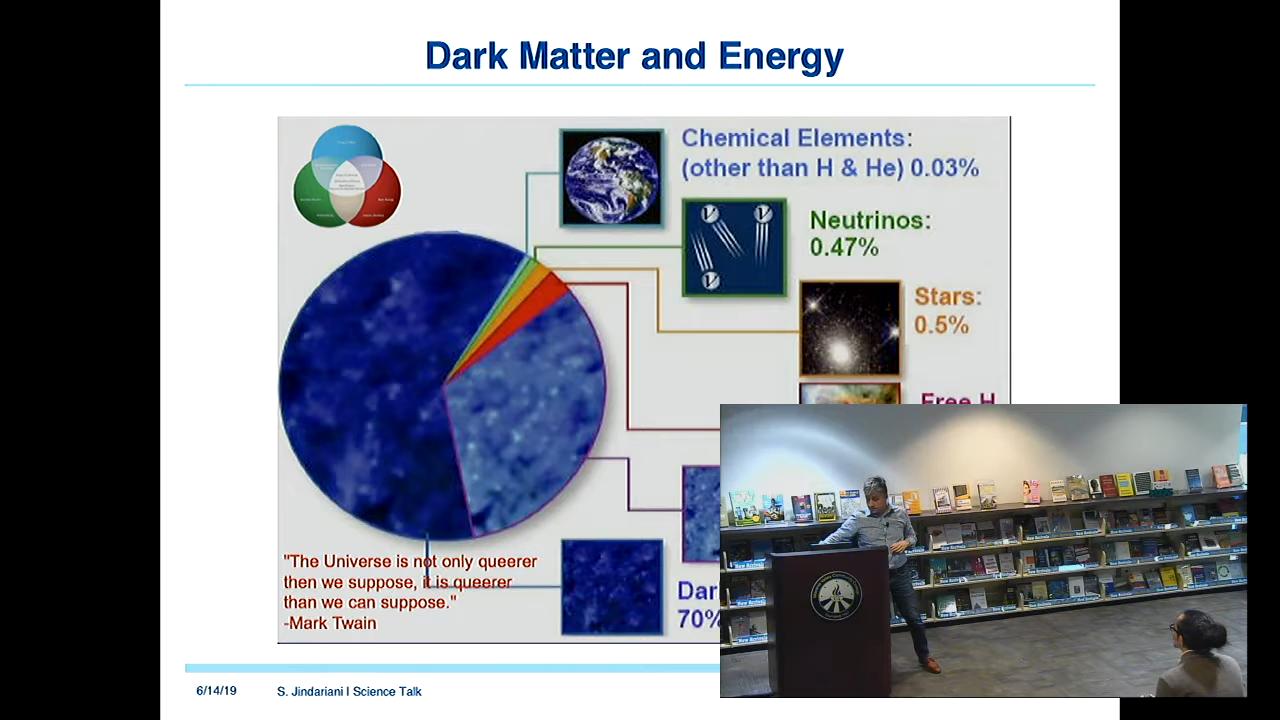 Dark Matter and Energy
Chemical Elements:
(other than H & He) 0.03%
Neutrinos:
0.47%
ν ν
ν
Stars:
0.5%
Free H
"The Universe is not only queerer
then we suppose, it is queerer
than we can suppose."
-Mark Twain
Dar
70%
New Arrivals
6/14/19
S. Jindariani | Science Talk